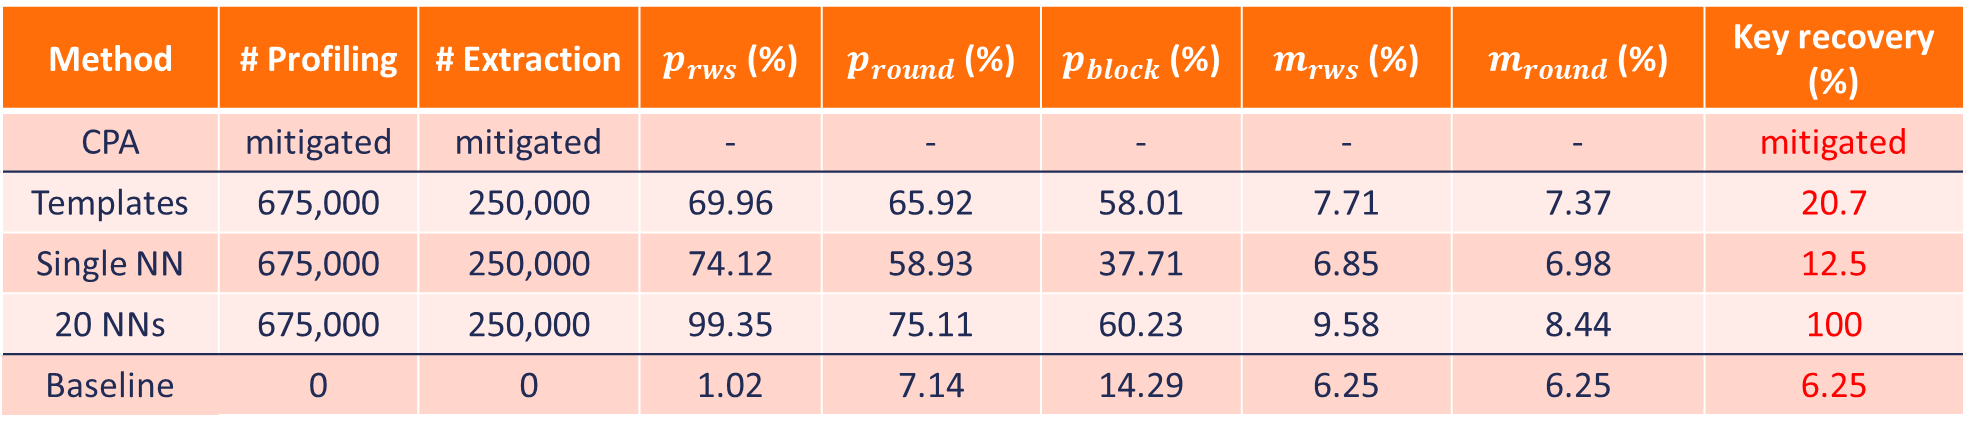 Method # Profiling # Extraction p_rws (%) p_round (%) p_block (%) m_rws (%) m_round (%) Key recovery (%)
CPA mitigated mitigated - - - - - mitigated
Templates 675,000 250,000 69.96 65.92 58.01 7.71 7.37 20.7
Single NN 675,000 250,000 74.12 58.93 37.71 6.85 6.98 12.5
20 NNs 675,000 250,000 99.35 75.11 60.23 9.58 8.44 100
Baseline 0 0 1.02 7.14 14.29 6.25 6.25 6.25